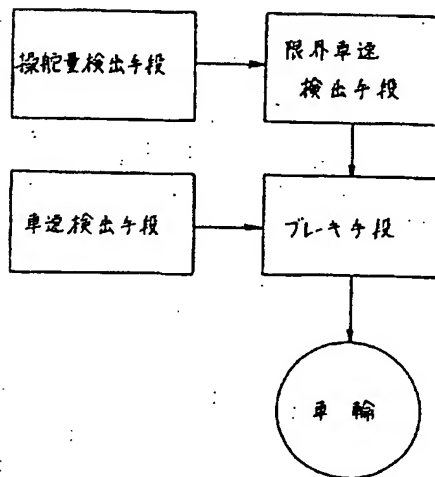 操舵量検出手段
限界車速
検出手段
車速検出手段
ブレーキ手段
車輪